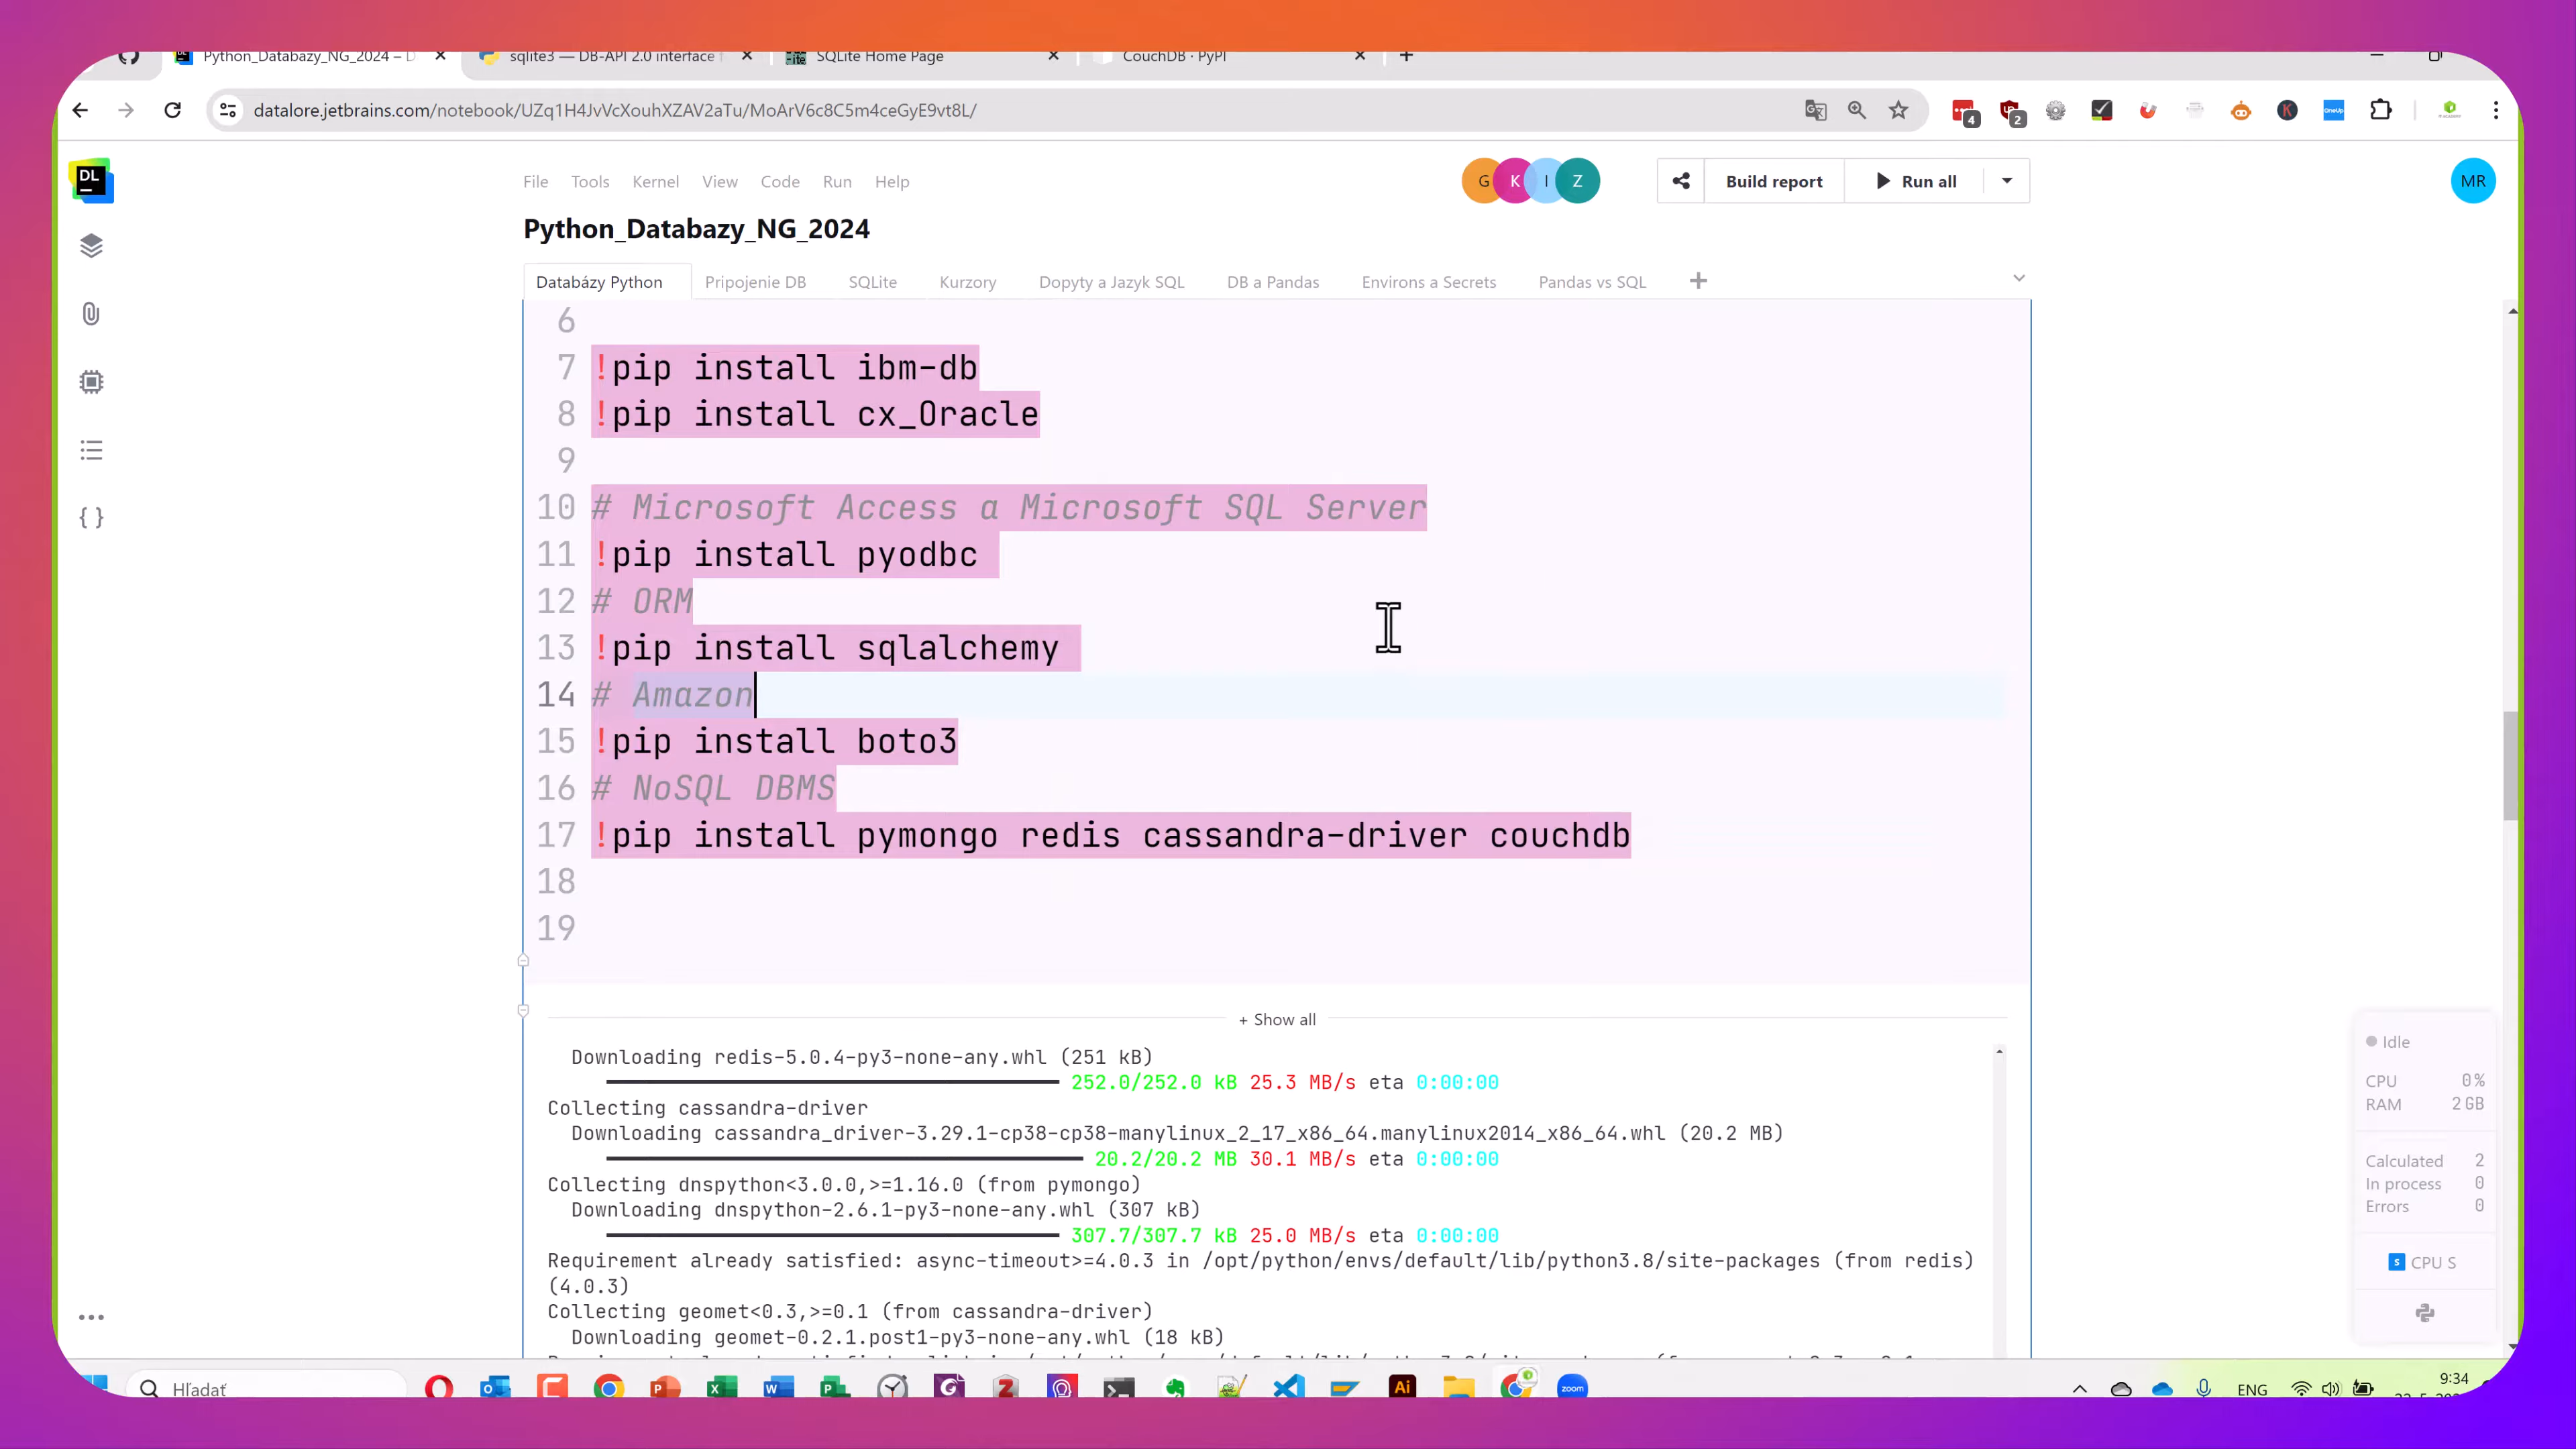 Python_Databazy_NG_2024 – D
sqlite3 — DB-API 2.0 interface f
SQLite Home Page
CouchDB · PyPI
datalore.jetbrains.com/notebook/UZq1H4JvVcXouhXZAV2aTu/MoArV6c8C5m4ceGyE9vt8L/
4
2
DL
File Tools Kernel View Code Run Help
G K I Z
Build report
Run all
MR
Python_Databazy_NG_2024
Databázy Python Pripojenie DB SQLite Kurzory Dopyty a Jazyk SQL DB a Pandas Environs a Secrets Pandas vs SQL
6
7 !pip install ibm-db
8 !pip install cx_Oracle
9
10 # Microsoft Access a Microsoft SQL Server
11 !pip install pyodbc
12 # ORM
13 !pip install sqlalchemy
14 # Amazon
15 !pip install boto3
16 # NoSQL DBMS
17 !pip install pymongo redis cassandra-driver couchdb
18
19
+ Show all
Downloading redis-5.0.4-py3-none-any.whl (251 kB)
252.0/252.0 kB 25.3 MB/s eta 0:00:00
Collecting cassandra-driver
Downloading cassandra_driver-3.29.1-cp38-cp38-manylinux_2_17_x86_64.manylinux2014_x86_64.whl (20.2 MB)
20.2/20.2 MB 30.1 MB/s eta 0:00:00
Collecting dnspython<3.0.0,>=1.16.0 (from pymongo)
Downloading dnspython-2.6.1-py3-none-any.whl (307 kB)
307.7/307.7 kB 25.0 MB/s eta 0:00:00
Requirement already satisfied: async-timeout>=4.0.3 in /opt/python/envs/default/lib/python3.8/site-packages (from redis)
(4.0.3)
Collecting geomet<0.3,>=0.1 (from cassandra-driver)
Downloading geomet-0.2.1.post1-py3-none-any.whl (18 kB)
Idle
CPU 0%
RAM 2 GB
Calculated 2
In process 0
Errors 0
CPU S
Hľadať
zoom
ENG
9:34